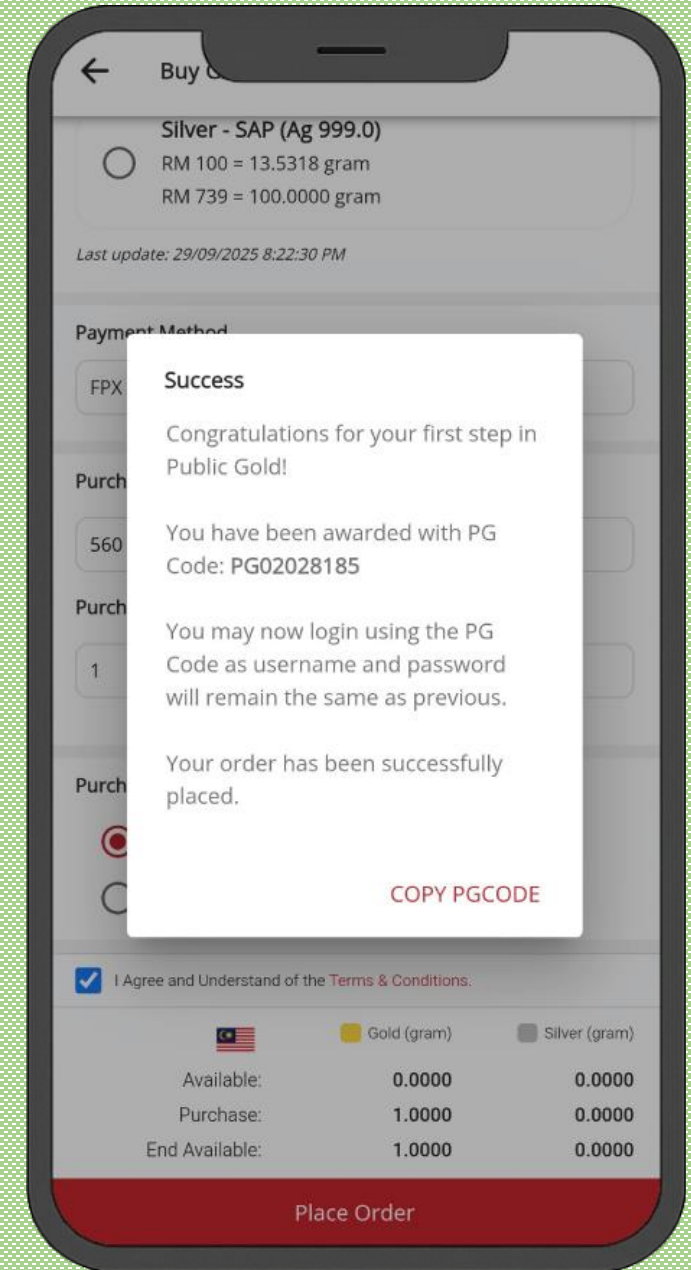 Buy
Silver - SAP (Ag 999.0)
RM 100 = 13.5318 gram
RM 739 = 100.0000 gram
Last update: 29/09/2025 8:22:30 PM
Payment Method
FPX
Success
Congratulations for your first step in
Public Gold!
Purch
You have been awarded with PG
560
Code: PG02028185
Purch
You may now login using the PG
1
Code as username and password
will remain the same as previous.
Your order has been successfully
Purch
placed.
COPY PGCODE
I Agree and Understand of the Terms & Conditions.
Gold (gram) Silver (gram)
Available: 0.0000 0.0000
Purchase: 1.0000 0.0000
End Available: 1.0000 0.0000
Place Order